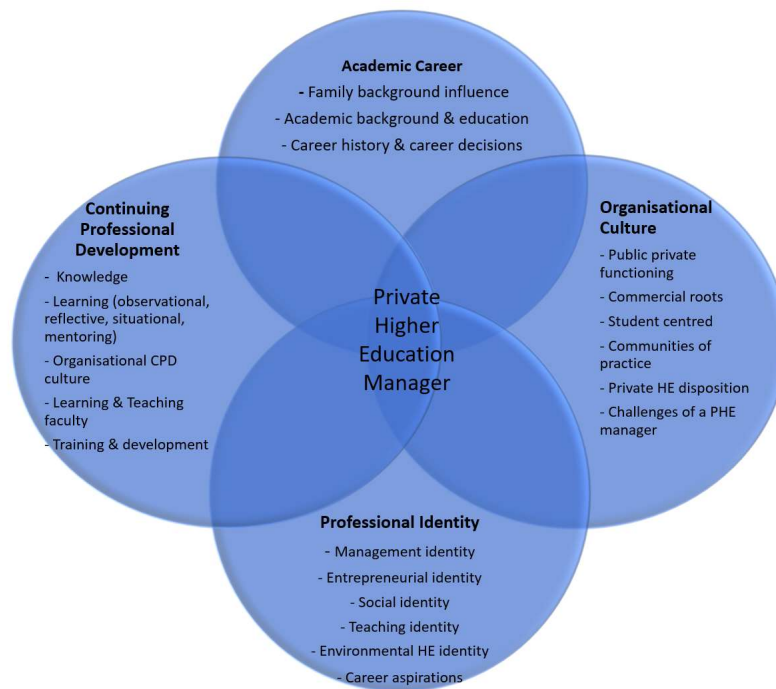 Academic Career
- Family background influence
- Academic background & education
- Career history & career decisions
Continuing
Professional
Development
- Knowledge
- Learning (observational,
reflective, situational,
mentoring)
- Organisational CPD
culture
- Learning & Teaching
faculty
- Training & development
Private
Higher
Education
Manager
Organisational
Culture
- Public private
functioning
- Commercial roots
- Student centred
- Communities of
practice
- Private HE disposition
- Challenges of a PHE
manager
Professional Identity
- Management identity
- Entrepreneurial identity
- Social identity
- Teaching identity
- Environmental HE identity
- Career aspirations